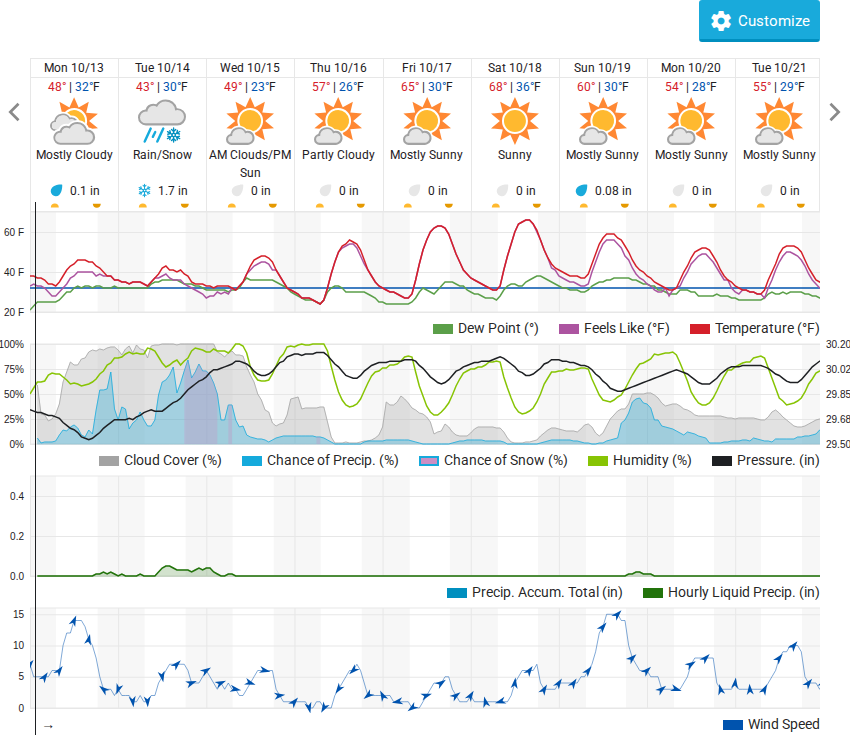 Customize
Mon 10/13 Tue 10/14 Wed 10/15 Thu 10/16 Fri 10/17 Sat 10/18 Sun 10/19 Mon 10/20 Tue 10/21
48° | 32°F 43° | 30°F 49° | 23°F 57° | 26°F 65° | 30°F 68° | 36°F 60° | 30°F 54° | 28°F 55° | 29°F
Mostly Cloudy Rain/Snow AM Clouds/PM Partly Cloudy Mostly Sunny Sunny Mostly Sunny Mostly Sunny Mostly Sunny
Sun
0.1 in 1.7 in 0 in 0 in 0 in 0 in 0.08 in 0 in 0 in
60 F
40 F
20 F
Dew Point (°) Feels Like (°F) Temperature (°F)
100% 30.20
75% 30.02
50% 29.85
25% 29.68
0% 29.50
Cloud Cover (%) Chance of Precip. (%) Chance of Snow (%) Humidity (%) Pressure. (in)
0.4
0.2
0.0
Precip. Accum. Total (in) Hourly Liquid Precip. (in)
15
10
5
0
→ Wind Speed